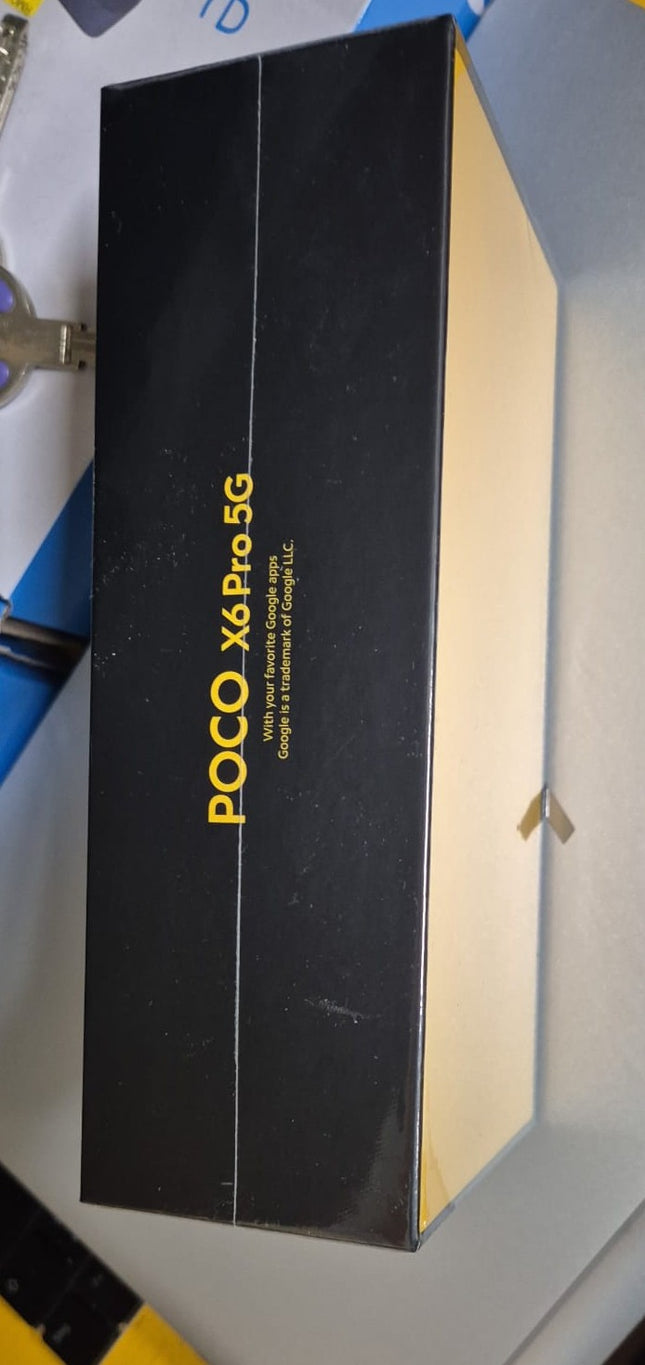 POCO X6 Pro 5G
With your favorite Google apps
Google is a trademark of Google LLC.